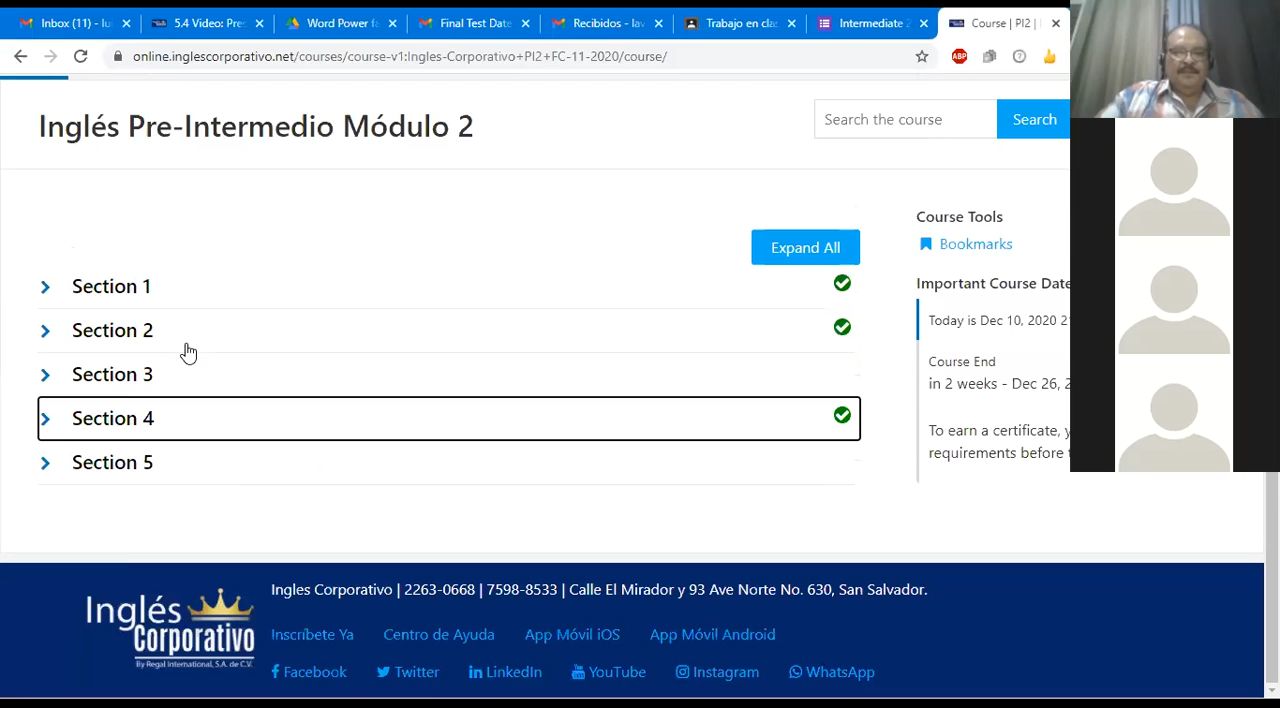 Inbox (11) - lu
5.4 Video: Pre
Word Power f
Final Test Date
Recibidos - lav
Trabajo en cla
Intermediate 2
Course | PI2 |
online.inglescorporativo.net/courses/course-v1:Ingles-Corporativo+PI2+FC-11-2020/course/
ABP
Inglés Pre-Intermedio Módulo 2
Search the course
Search
Expand All
Section 1
Section 2
Section 3
Section 4
Section 5
Course Tools
Bookmarks
Important Course Date
Today is Dec 10, 2020 2
Course End
in 2 weeks - Dec 26, 2
To earn a certificate, y
requirements before t
Inglés
Corporativo
By Regal International, S.A. de C.V.
Ingles Corporativo | 2263-0668 | 7598-8533 | Calle El Mirador y 93 Ave Norte No. 630, San Salvador.
Inscríbete Ya
Centro de Ayuda
App Móvil iOS
App Móvil Android
Facebook
Twitter
LinkedIn
YouTube
Instagram
WhatsApp